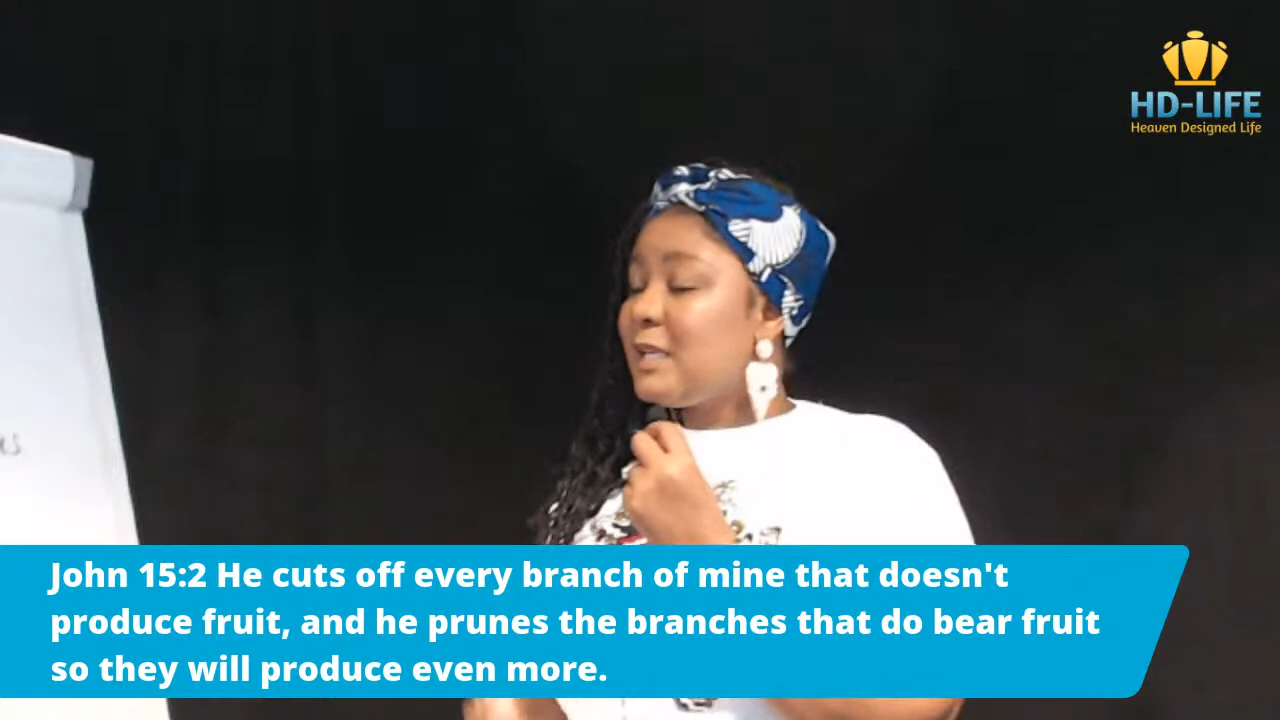 HD-LIFE
Heaven Designed Life
John 15:2 He cuts off every branch of mine that doesn't
produce fruit, and he prunes the branches that do bear fruit
so they will produce even more.